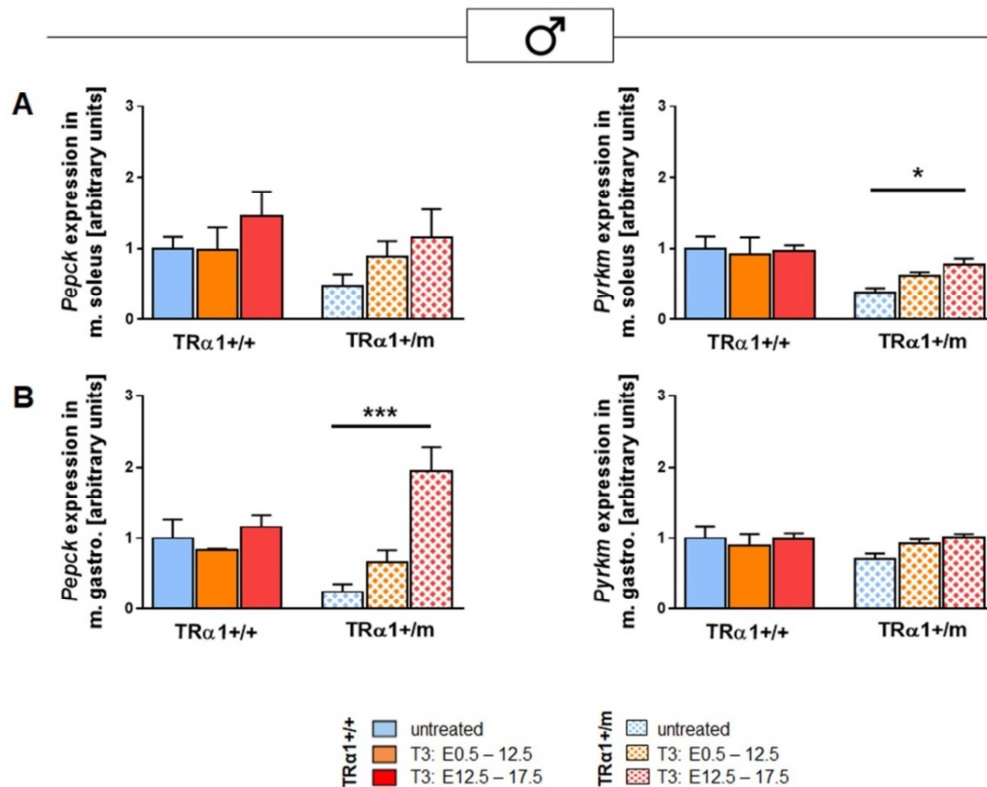 ♂
A
Pepck expression in
m. soleus [arbitrary units]
3
2
1
0
TRα1+/+
TRα1+/m
Pyrkm expression in
m. soleus [arbitrary units]
3
2
1
0
*
TRα1+/+
TRα1+/m
B
Pepck expression in
m. gastro. [arbitrary units]
3
2
1
0
***
TRα1+/+
TRα1+/m
Pyrkm expression in
m. gastro. [arbitrary units]
3
2
1
0
TRα1+/+
TRα1+/m
TRα1+/+
untreated
T3: E0.5 – 12.5
T3: E12.5 – 17.5
TRα1+/m
untreated
T3: E0.5 – 12.5
T3: E12.5 – 17.5